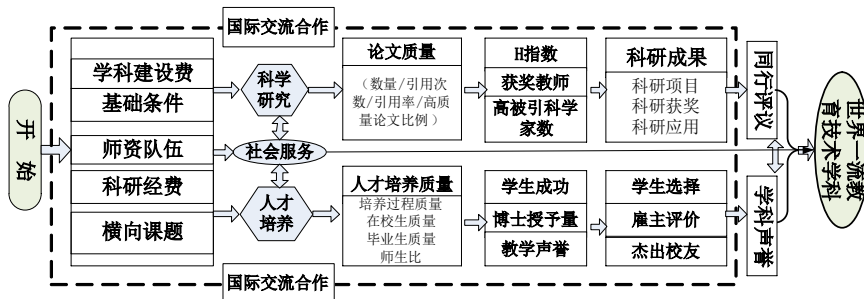 国际交流合作
开始
学科建设费
基础条件
师资队伍
科研经费
横向课题
科学
研究
社会服务
人才
培养
论文质量
（数量/引用次
数/引用率/高质
量论文比例）
H指数
获奖教师
高被引科学
家数
科研成果
科研项目
科研获奖
科研应用
人才培养质量
培养过程质量
在校生质量
毕业生质量
师生比
学生成功
博士授予量
教学声誉
学生选择
雇主评价
杰出校友
同行评议
学科声誉
世界一流教
育技术学科
国际交流合作